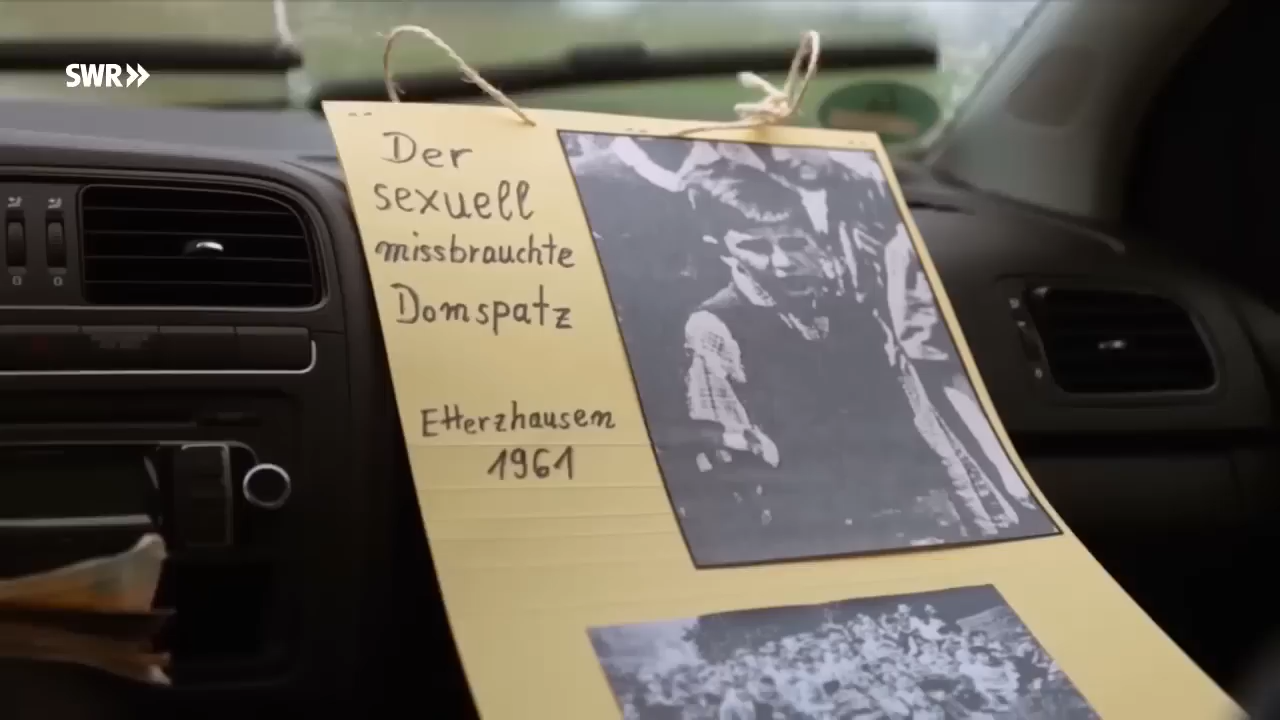 SWR»
Der
sexuell
missbrauchte
Domspatz
Etterzhausen
1961